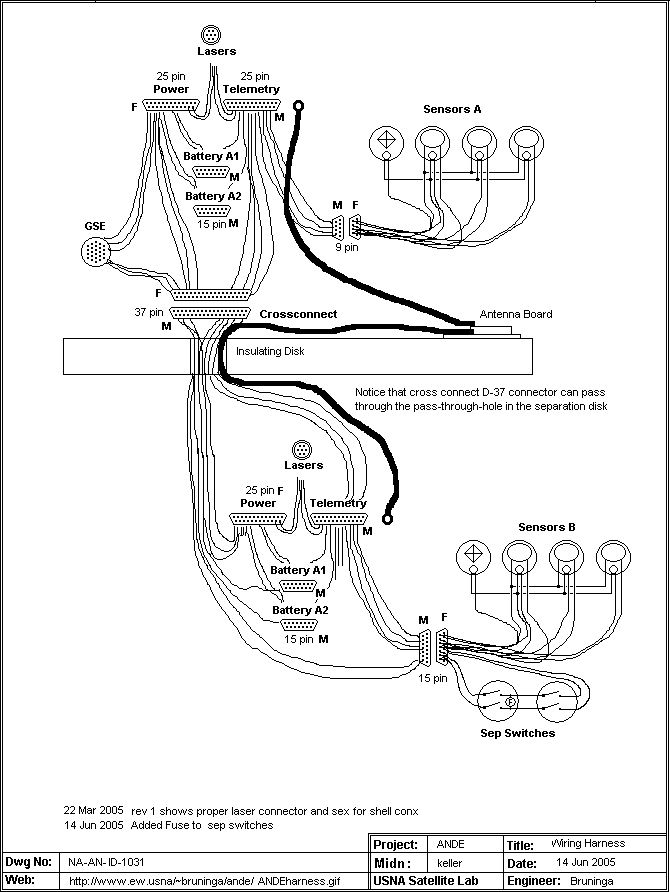 Lasers
25 pin
Power
25 pin
Telemetry
F
M
Sensors A
Battery A1
M
Battery A2
15 pin M
M F
9 pin
GSE
F
37 pin
M
Crossconnect
Antenna Board
Insulating Disk
Notice that cross connect D-37 connector can pass
through the pass-through-hole in the separation disk
Lasers
25 pin F
Power
Telemetry
M
Sensors B
Battery A1
M
Battery A2
15 pin M
M F
15 pin
F
Sep Switches
22 Mar 2005 rev 1 shows proper laser connector and sex for shell conx
14 Jun 2005 Added Fuse to sep switches
Project: ANDE
Title: Wiring Harness
Dwg No: NA-AN-ID-1031
Midn : keller
Date: 14 Jun 2005
Web: http://www.ew.usna/~bruninga/ande/ ANDEharness.gif
USNA Satellite Lab
Engineer: Bruninga